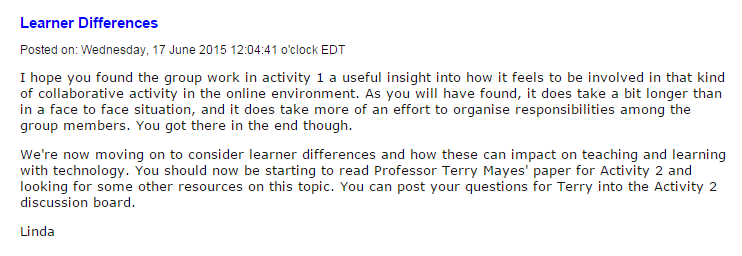 Learner Differences
Posted on: Wednesday, 17 June 2015 12:04:41 o'clock EDT
I hope you found the group work in activity 1 a useful insight into how it feels to be involved in that kind
of collaborative activity in the online environment. As you will have found, it does take a bit longer than
in a face to face situation, and it does take more of an effort to organise responsibilities among the
group members. You got there in the end though.
We're now moving on to consider learner differences and how these can impact on teaching and learning
with technology. You should now be starting to read Professor Terry Mayes' paper for Activity 2 and
looking for some other resources on this topic. You can post your questions for Terry into the Activity 2
discussion board.
Linda